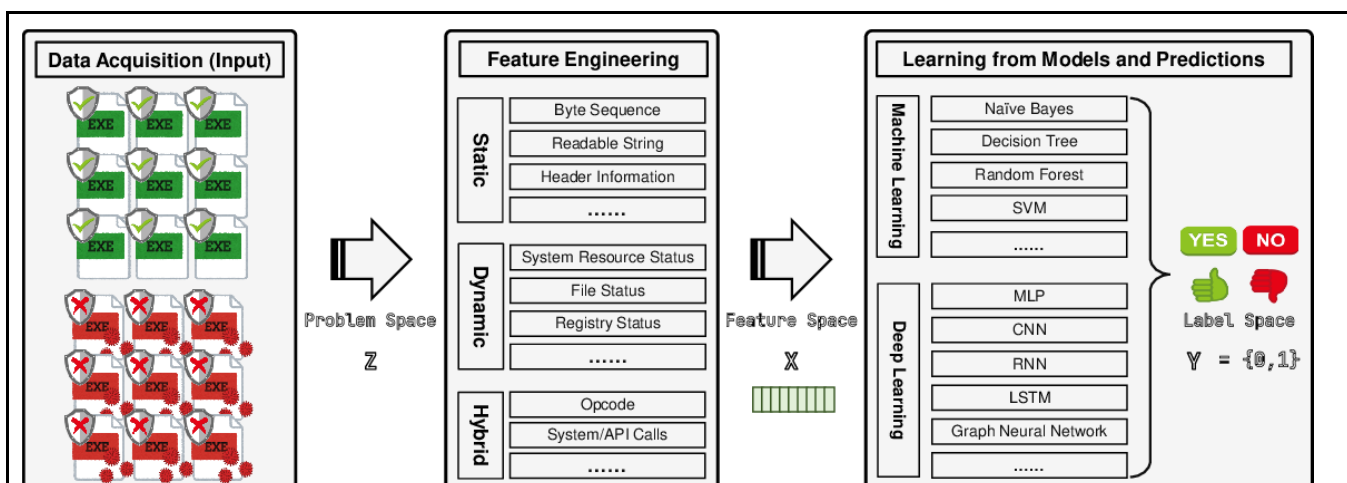 Data Acquisition (Input)
EXE EXE EXE
EXE EXE EXE
EXE EXE EXE
EXE EXE EXE
EXE EXE EXE
EXE EXE EXE
Problem Space
Z
Feature Engineering
Static
Byte Sequence
Readable String
Header Information
......
Dynamic
System Resource Status
File Status
Registry Status
......
Hybrid
Opcode
System/API Calls
......
Feature Space
X
Learning from Models and Predictions
Machine Learning
Naïve Bayes
Decision Tree
Random Forest
SVM
......
Deep Learning
MLP
CNN
RNN
LSTM
Graph Neural Network
......
YES NO
Label Space
Y = {0,1}